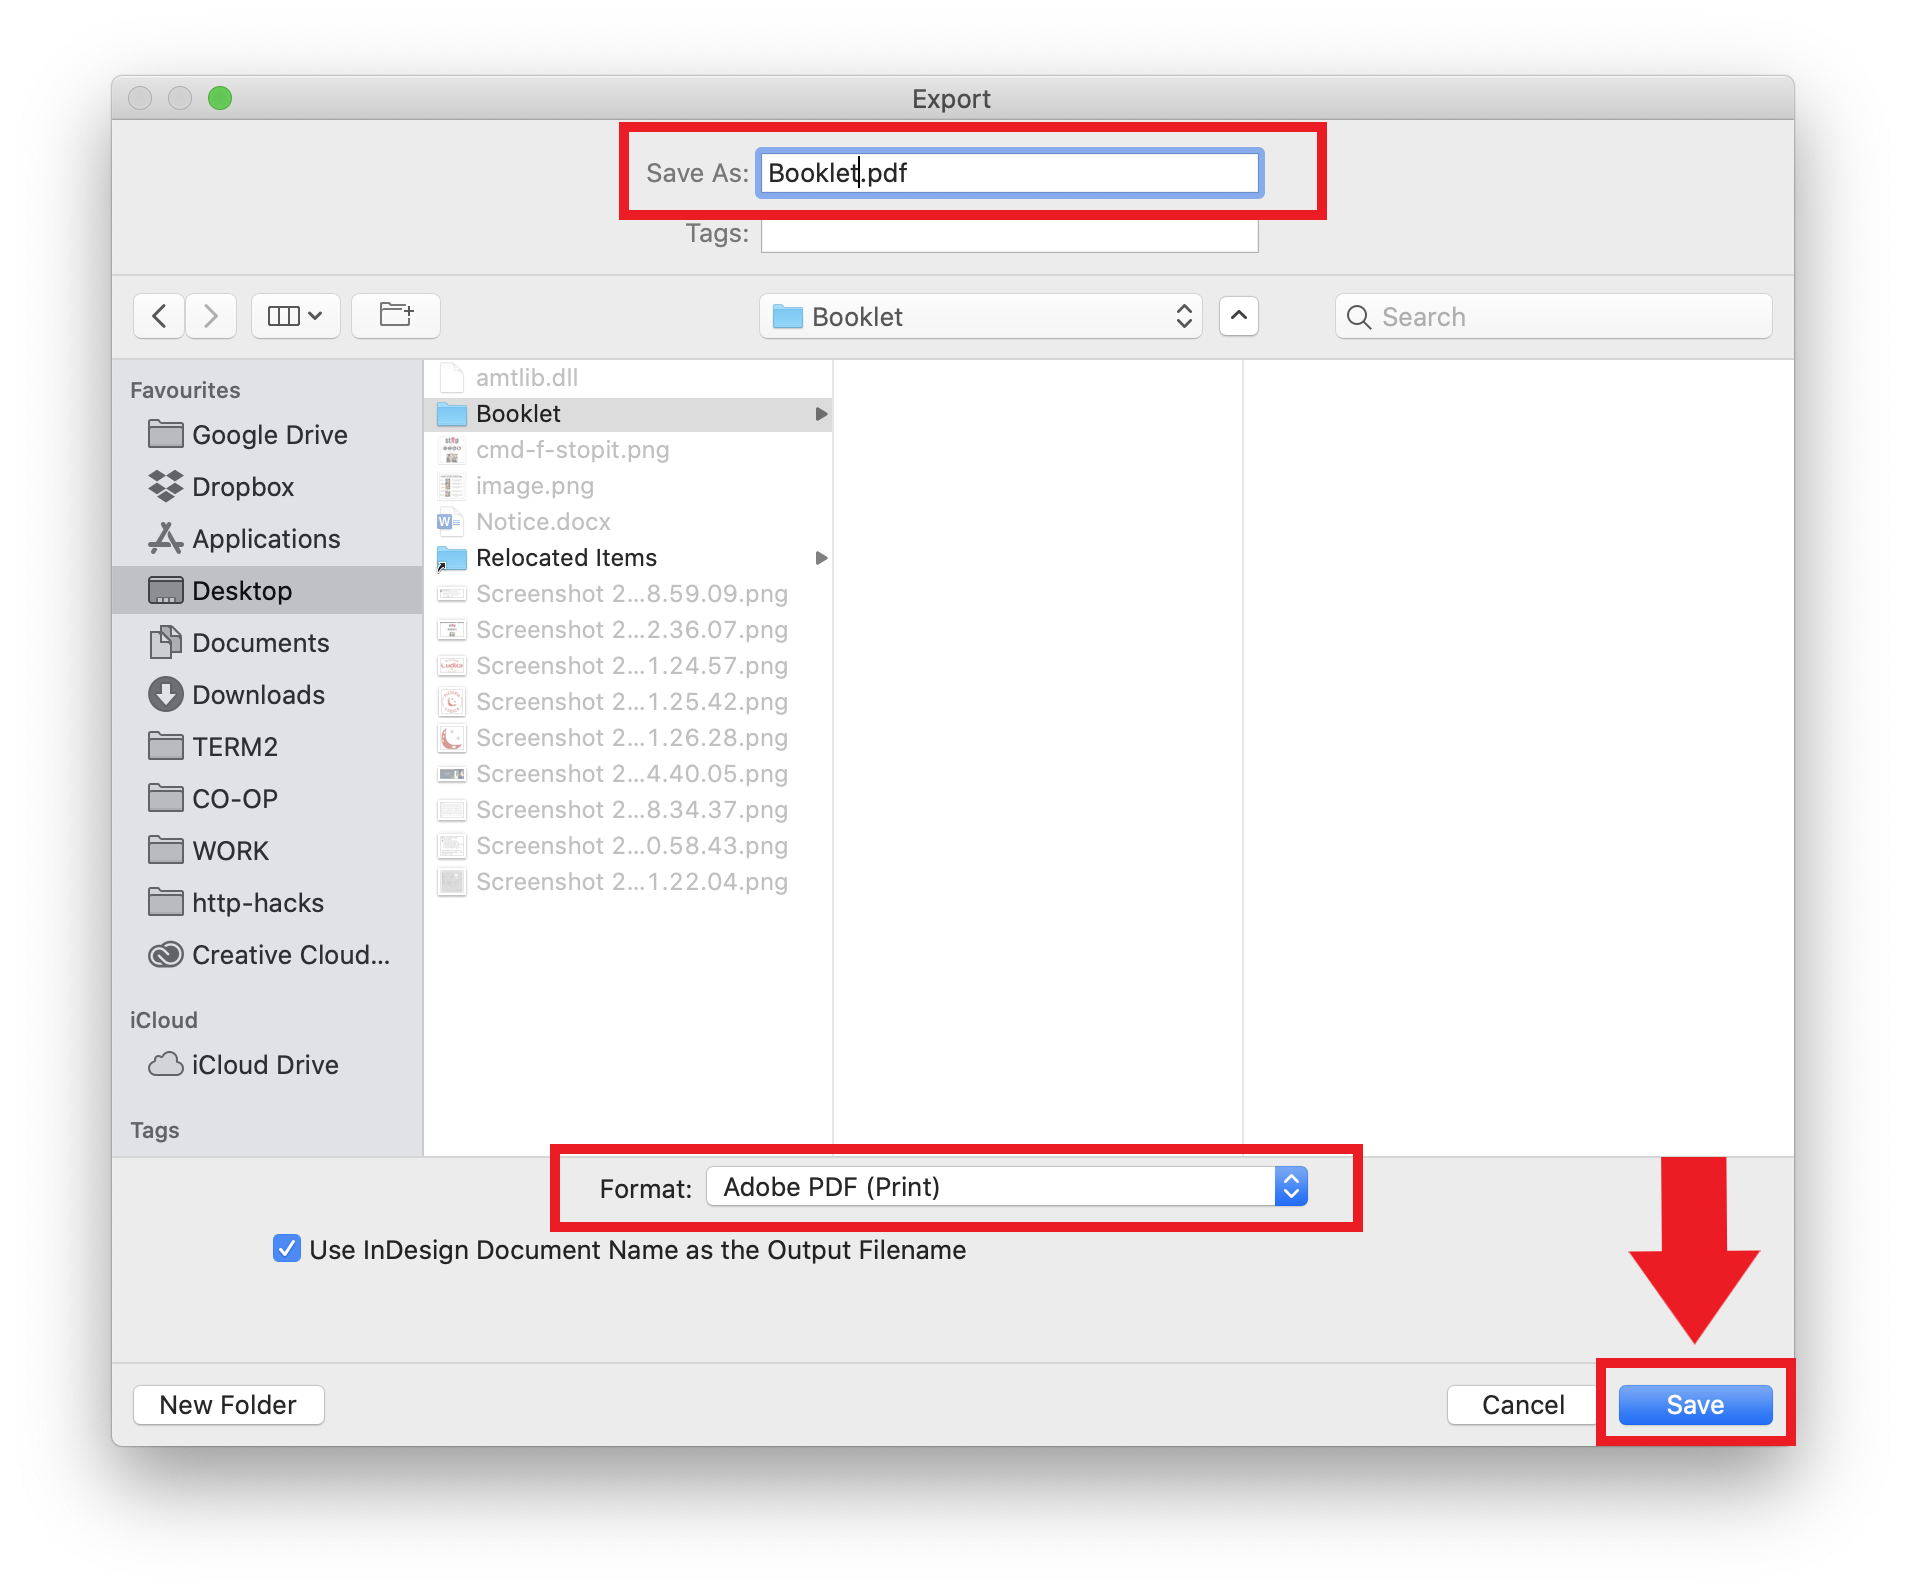 Export
Save As: Booklet.pdf
Tags:
Booklet
Search
Favourites
Google Drive
Dropbox
Applications
Desktop
Documents
Downloads
TERM2
CO-OP
WORK
http-hacks
Creative Cloud...
iCloud
iCloud Drive
Tags
amtlib.dll
Booklet
cmd-f-stopit.png
image.png
Notice.docx
Relocated Items
Screenshot 2...8.59.09.png
Screenshot 2...2.36.07.png
Screenshot 2...1.24.57.png
Screenshot 2...1.25.42.png
Screenshot 2...1.26.28.png
Screenshot 2...4.40.05.png
Screenshot 2...8.34.37.png
Screenshot 2...0.58.43.png
Screenshot 2...1.22.04.png
Format: Adobe PDF (Print)
Use InDesign Document Name as the Output Filename
New Folder
Cancel
Save